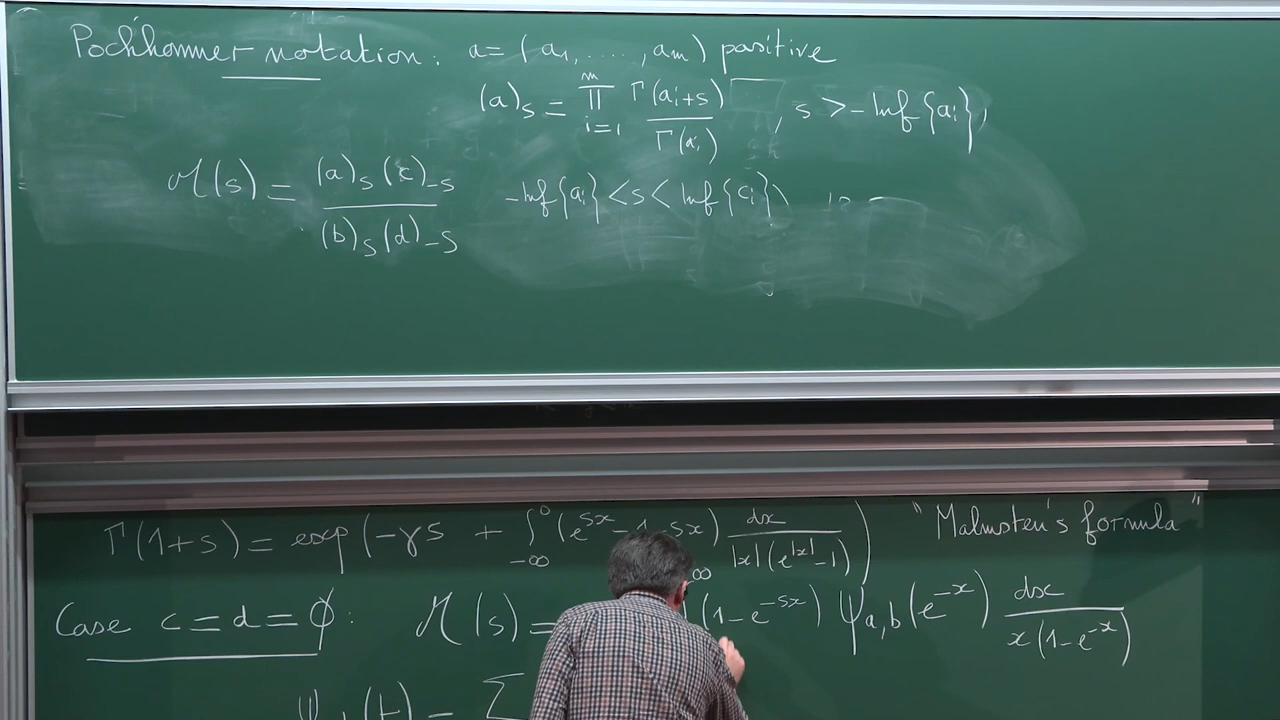 Pochhammer notation: a = (a₁, ....., aₘ) positive
(a)ₛ = ∏_{i=1}^{m} Γ(aᵢ+s) / Γ(aᵢ) , s > -Inf{aᵢ},
M(s) = (a)ₛ (c)₋ₛ / (b)ₛ (d)₋ₛ -Inf{aᵢ} < s < Inf{cᵢ}
Γ(1+s) = exp(-γs + ∫_{-∞}^{0} (e^{sx} - 1 - sx) dx / |x|(e^{|x|} - 1)) "Malmsten's formula"
Case c = d = ∅: M(s) = ∞ (1 - e^{-sx}) ψ_{a,b}(e^{-x}) dx / x(1 - e^{-x})
(t) = Σ